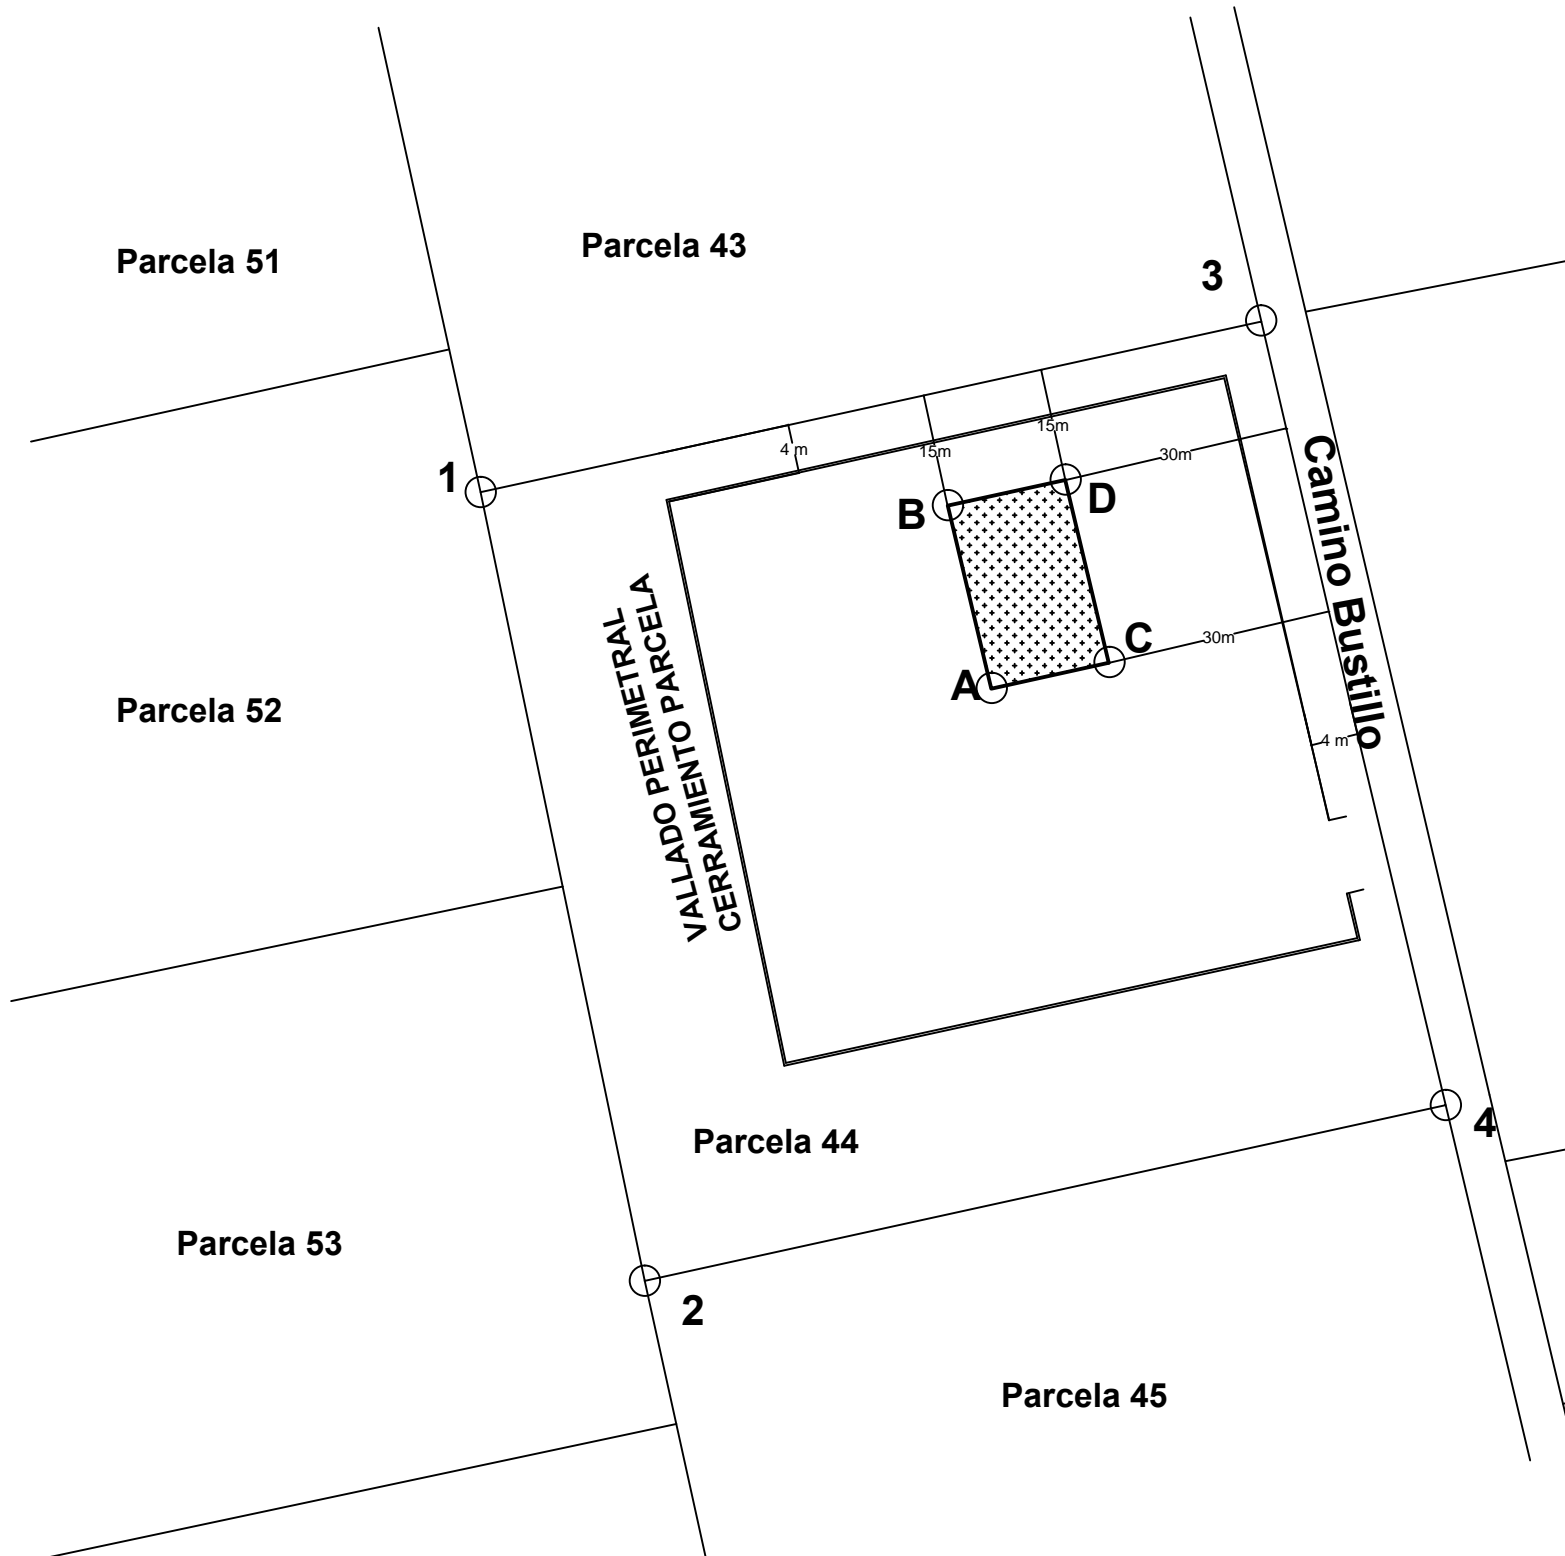 Parcela 51
Parcela 43
3
1
4 m
15m
15m
30m
B
D
Camino Bustillo
VALLADO PERIMETRAL
CERRAMIENTO PARCELA
C
30m
A
Parcela 52
4 m
4
Parcela 44
Parcela 53
2
Parcela 45